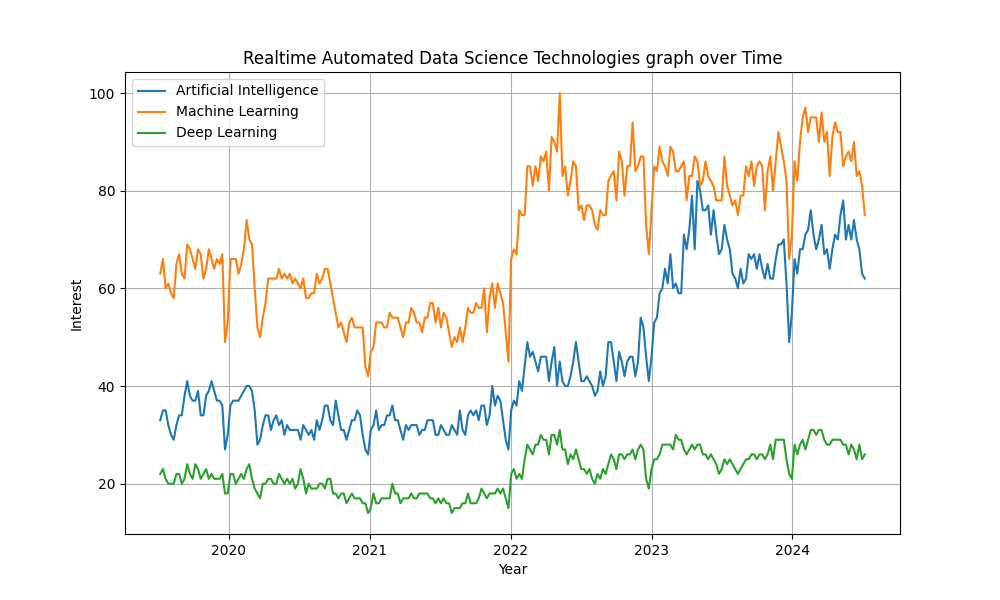 Realtime Automated Data Science Technologies graph over Time
Artificial Intelligence
Machine Learning
Deep Learning
100
80
60
40
20
Interest
2020 2021 2022 2023 2024
Year